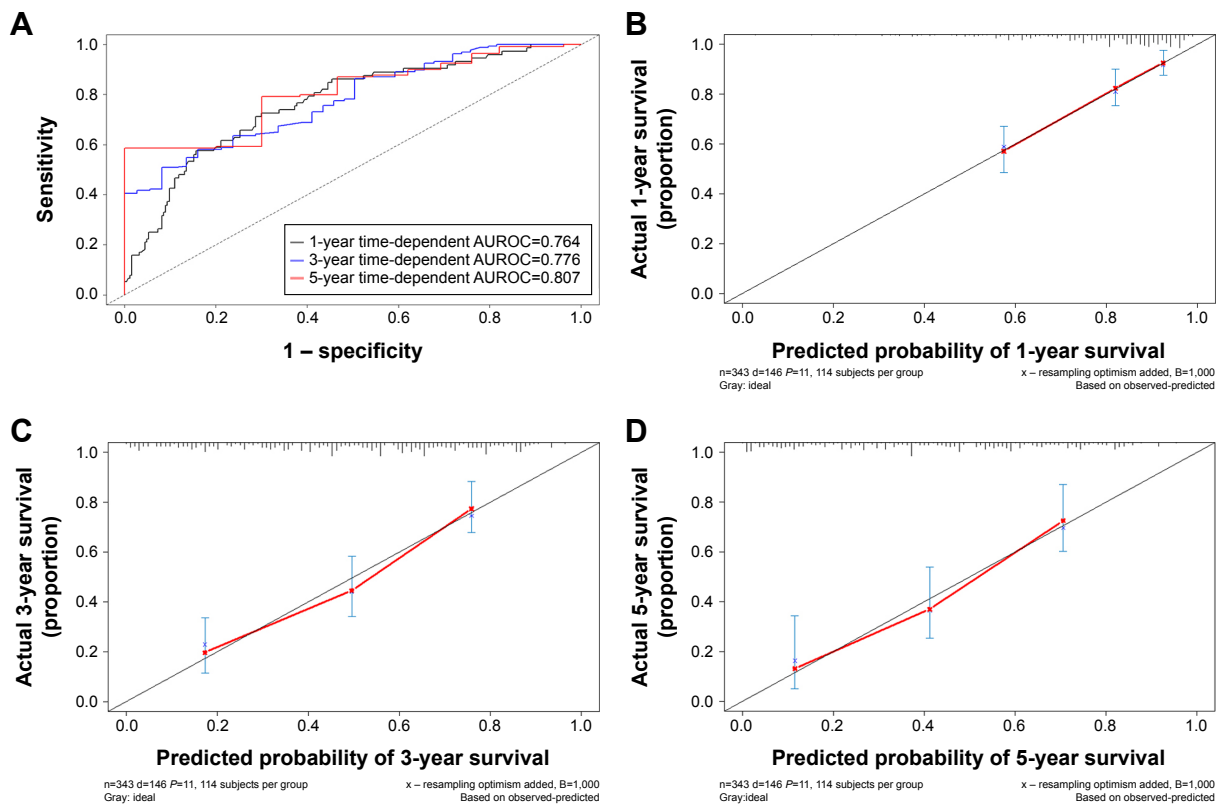 A
1.0
0.8
0.6
0.4
0.2
0.0
Sensitivity
1-year time-dependent AUROC=0.764
3-year time-dependent AUROC=0.776
5-year time-dependent AUROC=0.807
0.0 0.2 0.4 0.6 0.8 1.0
1 – specificity
B
1.0
0.8
0.6
0.4
0.2
0.0
Actual 1-year survival
(proportion)
0.0 0.2 0.4 0.6 0.8 1.0
Predicted probability of 1-year survival
n=343 d=146 P=11, 114 subjects per group
Gray: ideal
x – resampling optimism added, B=1,000
Based on observed-predicted
C
1.0
0.8
0.6
0.4
0.2
0.0
Actual 3-year survival
(proportion)
0.0 0.2 0.4 0.6 0.8 1.0
Predicted probability of 3-year survival
n=343 d=146 P=11, 114 subjects per group
Gray: ideal
x – resampling optimism added, B=1,000
Based on observed-predicted
D
1.0
0.8
0.6
0.4
0.2
0.0
Actual 5-year survival
(proportion)
0.0 0.2 0.4 0.6 0.8 1.0
Predicted probability of 5-year survival
n=343 d=146 P=11, 114 subjects per group
Gray:ideal
x – resampling optimism added, B=1,000
Based on observed-predicted